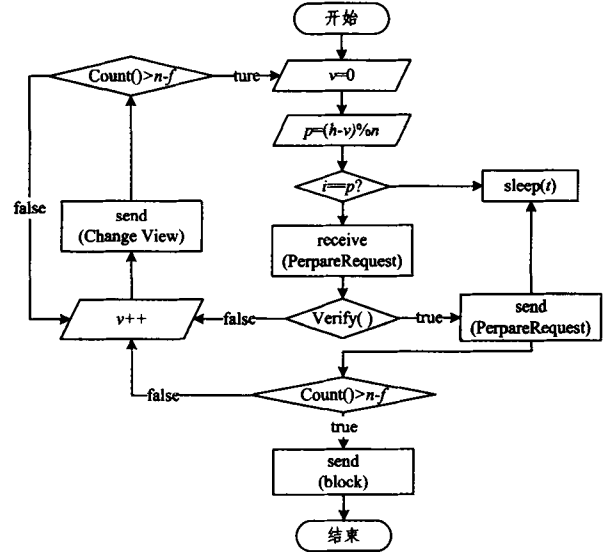 开始
Count()>n-f
ture
v=0
p=(h-v)%n
i==p?
sleep(t)
false
send
(Change View)
receive
(PerpareRequest)
v++
false
Verify( )
true
send
(PerpareRequest)
false
Count()>n-f
true
send
(block)
结束